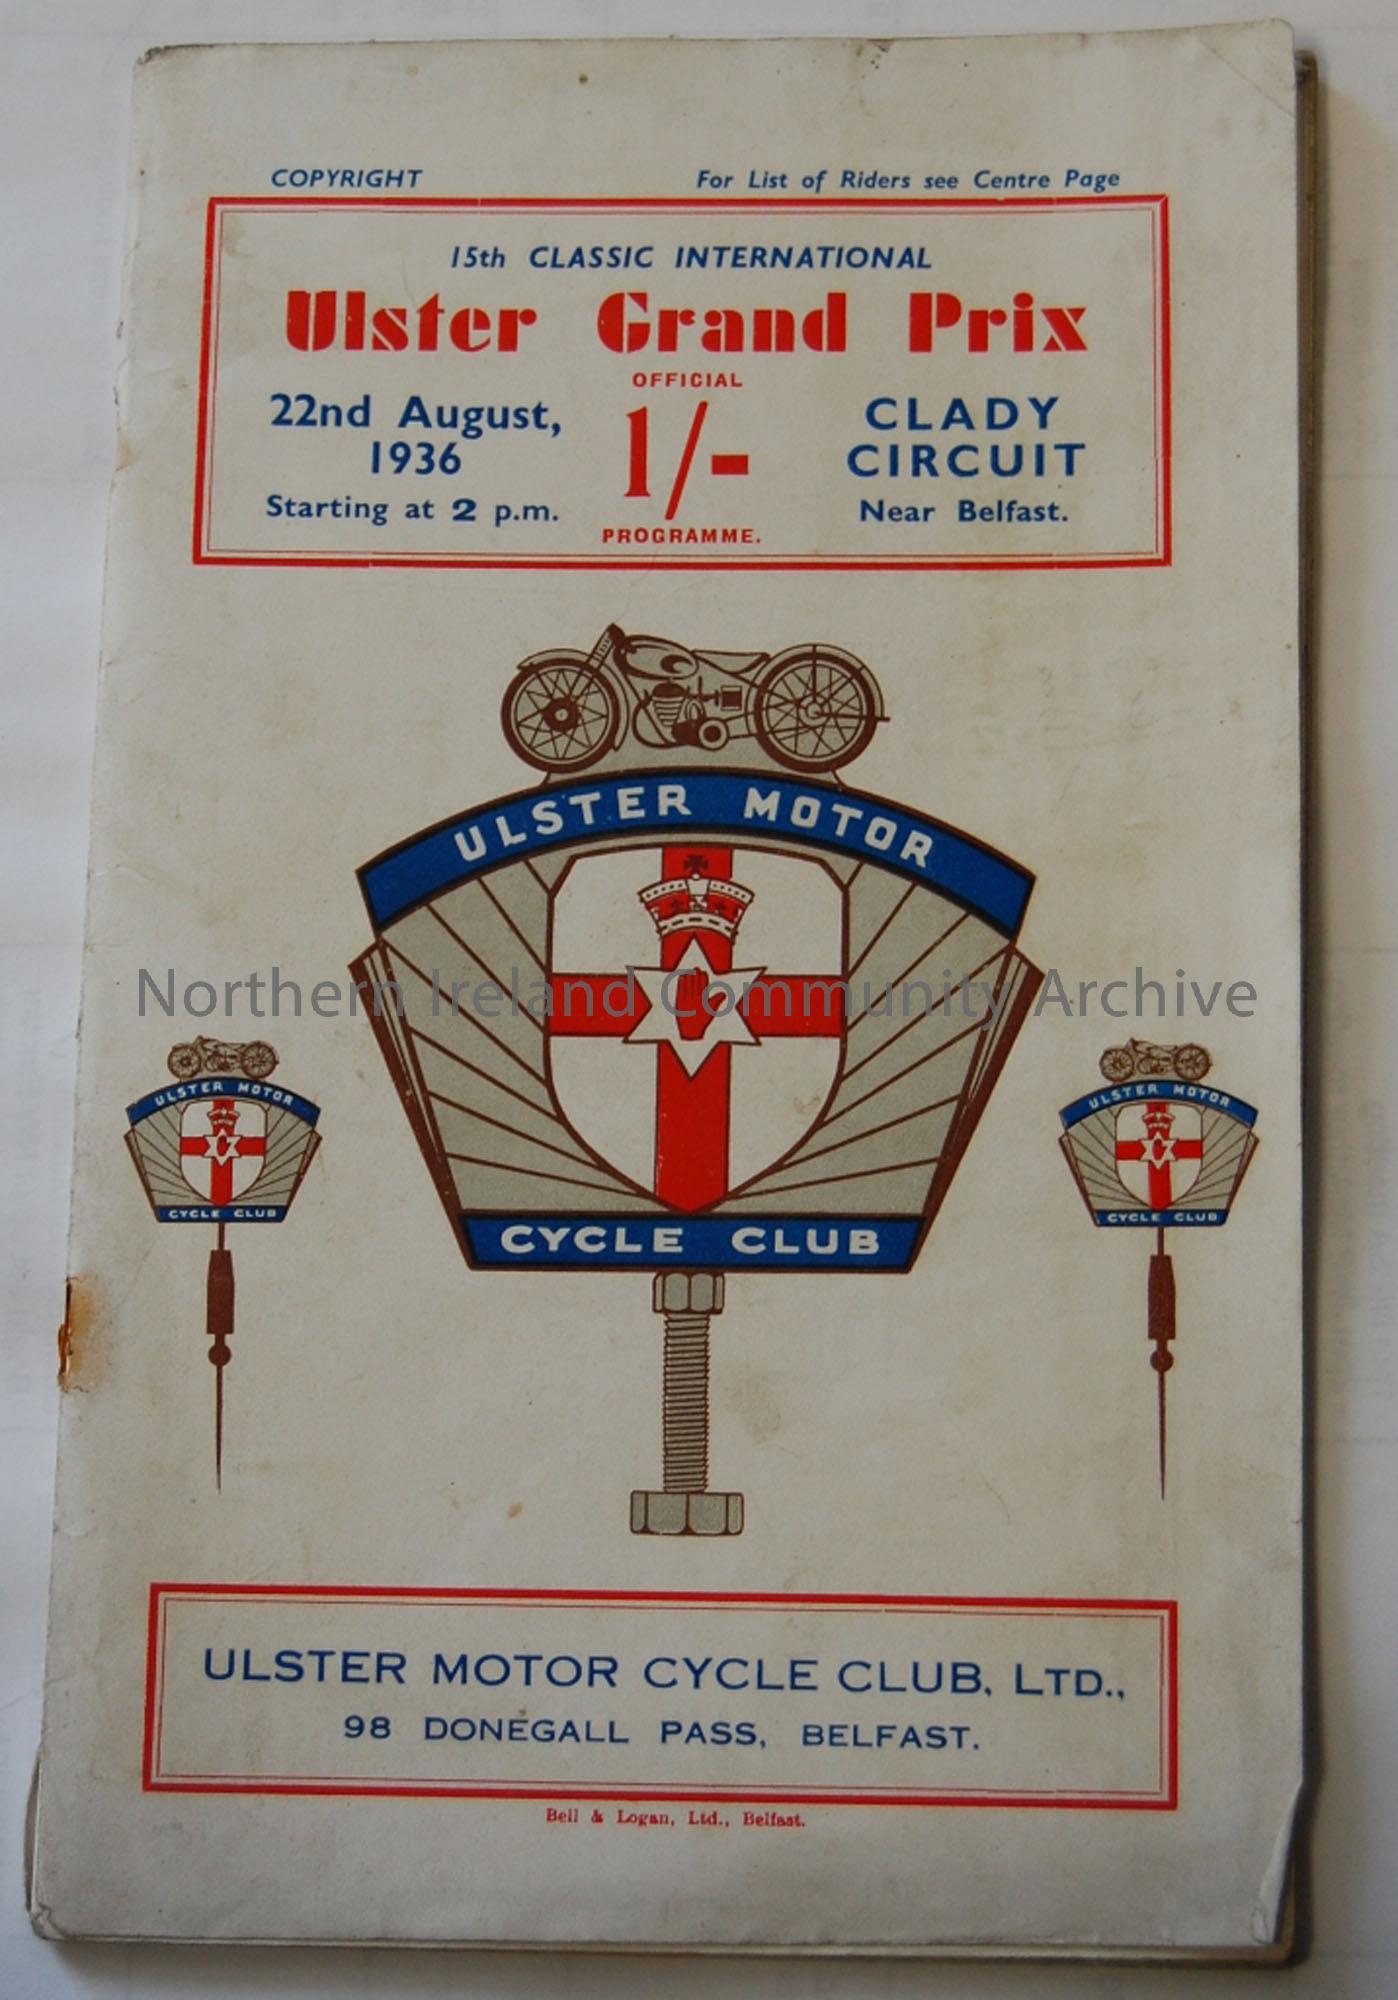 COPYRIGHT For List of Riders see Centre Page
15th CLASSIC INTERNATIONAL
Ulster Grand Prix
OFFICIAL
22nd August, 1936
Starting at 2 p.m.
1/-
PROGRAMME.
CLADY CIRCUIT
Near Belfast.
ULSTER MOTOR
CYCLE CLUB
Northern Ireland Community Archive
ULSTER MOTOR
CYCLE CLUB
ULSTER MOTOR
CYCLE CLUB
ULSTER MOTOR CYCLE CLUB, LTD.,
98 DONEGALL PASS, BELFAST.
Bell & Logan, Ltd., Belfast.